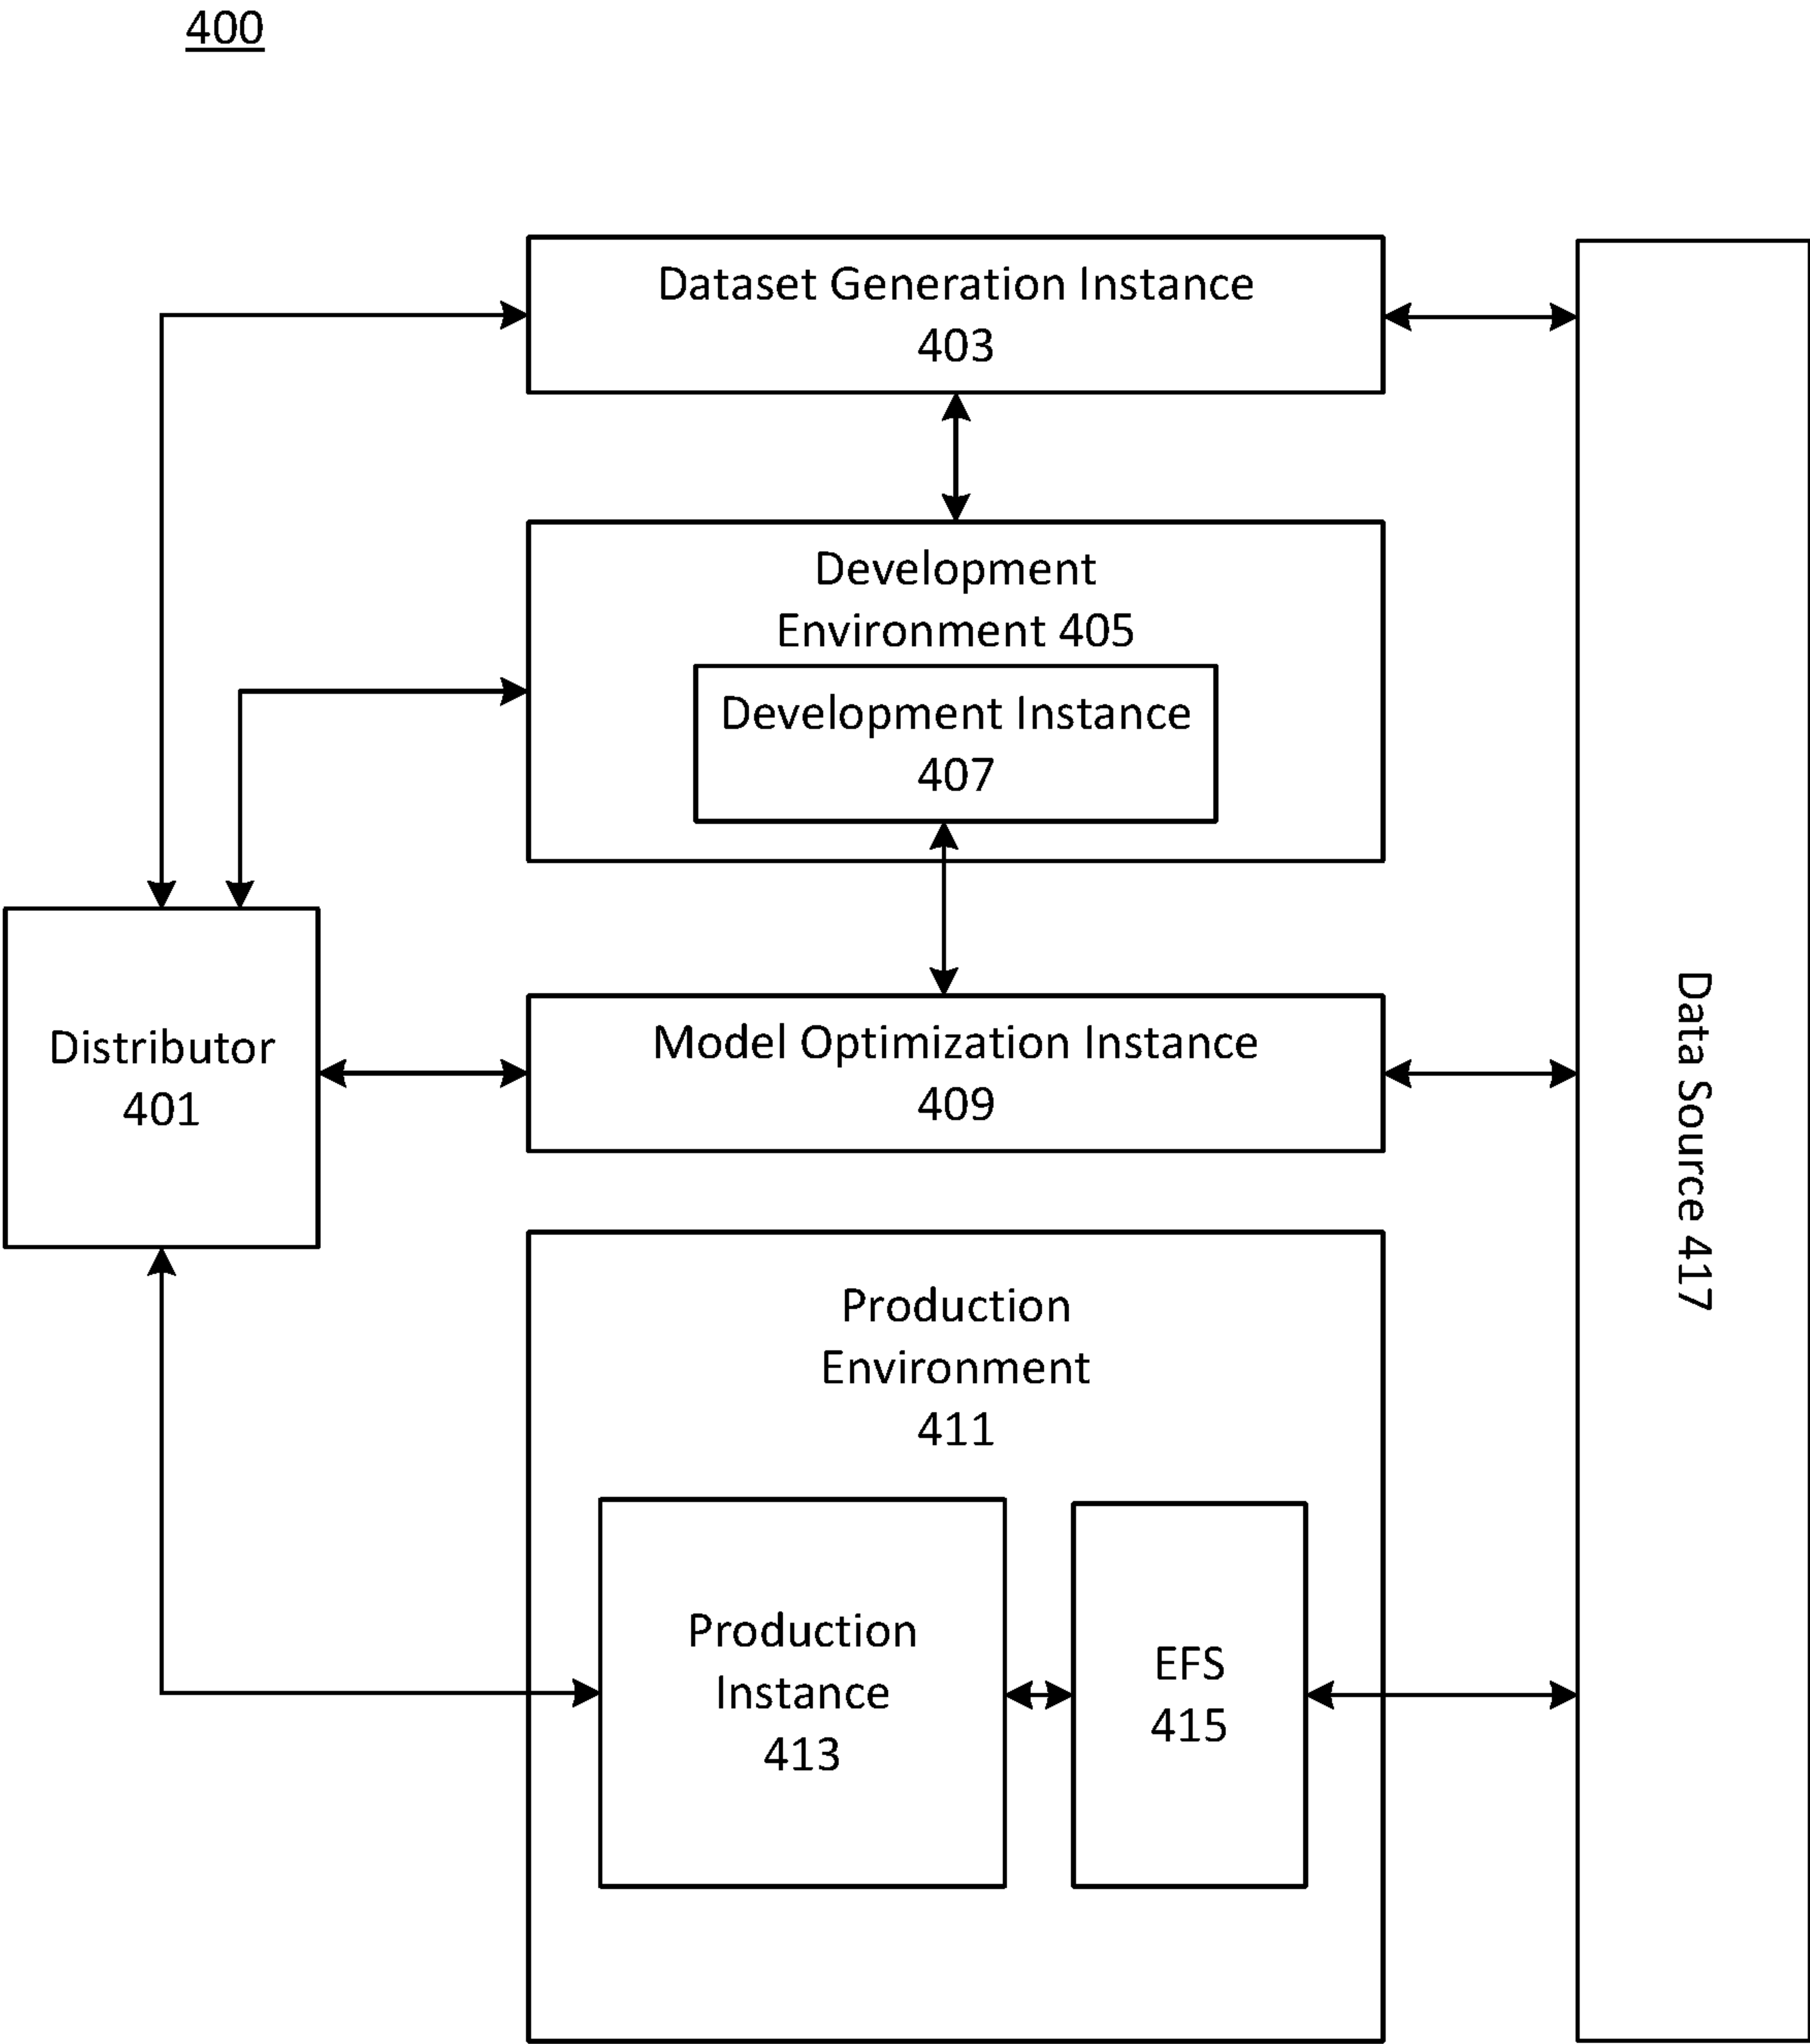 400
Dataset Generation Instance
403
Development
Environment 405
Development Instance
407
Distributor
401
Model Optimization Instance
409
Production
Environment
411
Production
Instance
413
EFS
415
Data Source 417